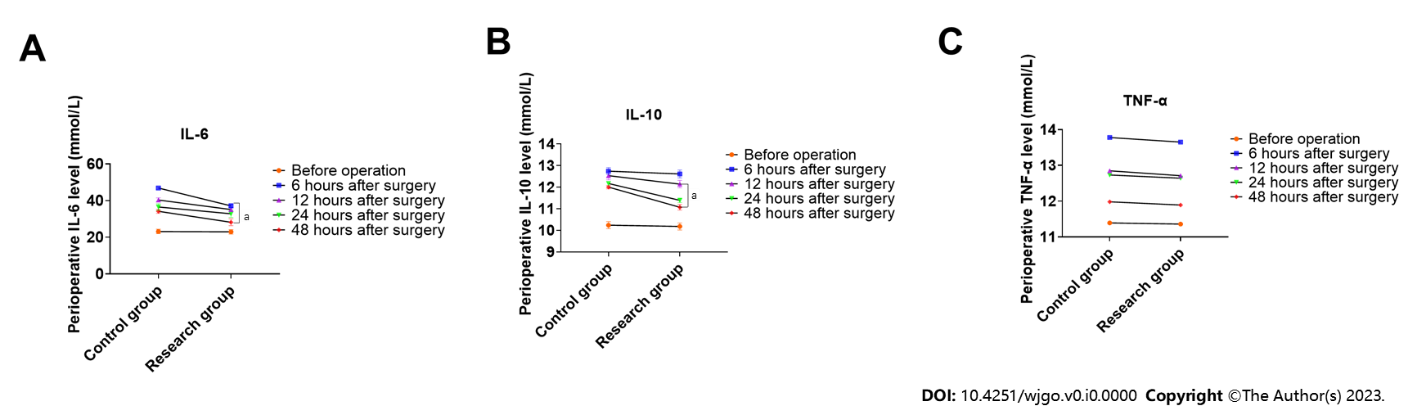 A
IL-6
Perioperative IL-6 level (mmol/L)
60
40
20
0
Control group
Research group
a
Before operation
6 hours after surgery
12 hours after surgery
24 hours after surgery
48 hours after surgery
B
IL-10
Perioperative IL-10 level (mmol/L)
14
13
12
11
10
9
Control group
Research group
a
Before operation
6 hours after surgery
12 hours after surgery
24 hours after surgery
48 hours after surgery
C
TNF-α
Perioperative TNF-α level (mmol/L)
14
13
12
11
Control group
Research group
Before operation
6 hours after surgery
12 hours after surgery
24 hours after surgery
48 hours after surgery
DOI: 10.4251/wjgo.v0.i0.0000 Copyright ©The Author(s) 2023.